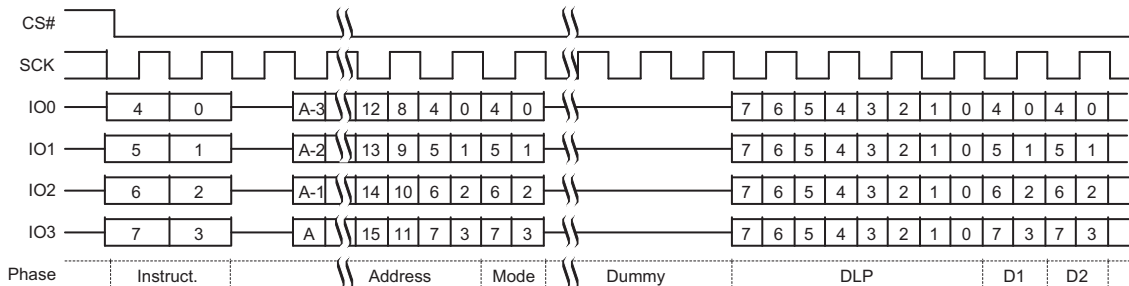 CS#
SCK
IO0 4 0 A-3 12 8 4 0 4 0 7 6 5 4 3 2 1 0 4 0 4 0
IO1 5 1 A-2 13 9 5 1 5 1 7 6 5 4 3 2 1 0 5 1 5 1
IO2 6 2 A-1 14 10 6 2 6 2 7 6 5 4 3 2 1 0 6 2 6 2
IO3 7 3 A 15 11 7 3 7 3 7 6 5 4 3 2 1 0 7 3 7 3
Phase Instruct. Address Mode Dummy DLP D1 D2